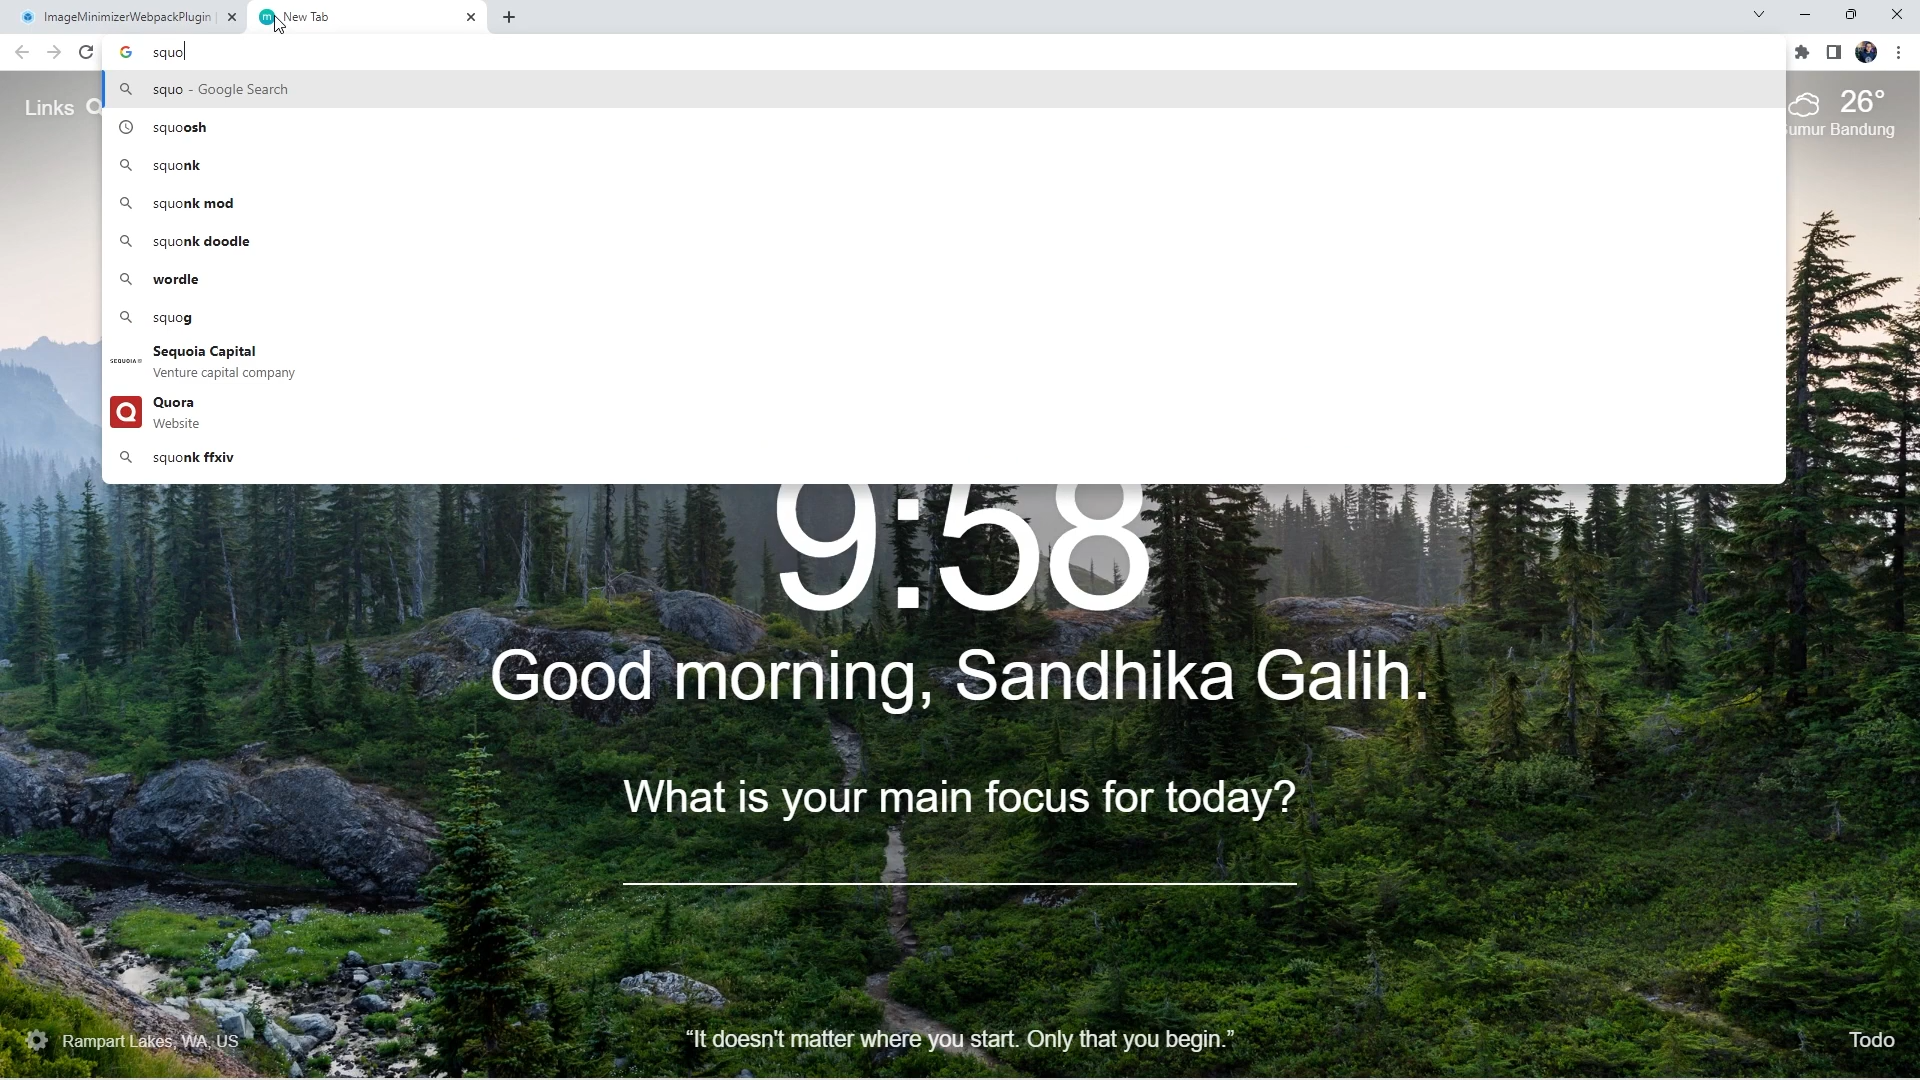 ImageMinimizerWebpackPlugin |
New Tab
squo
squo - Google Search
squoosh
squonk
squonk mod
squonk doodle
wordle
squog
SEQUOIA
Sequoia Capital
Venture capital company
Quora
Website
squonk ffxiv
Links
26°
umur Bandung
9:58
Good morning, Sandhika Galih.
What is your main focus for today?
Rampart Lakes, WA, US
“It doesn't matter where you start. Only that you begin.”
Todo